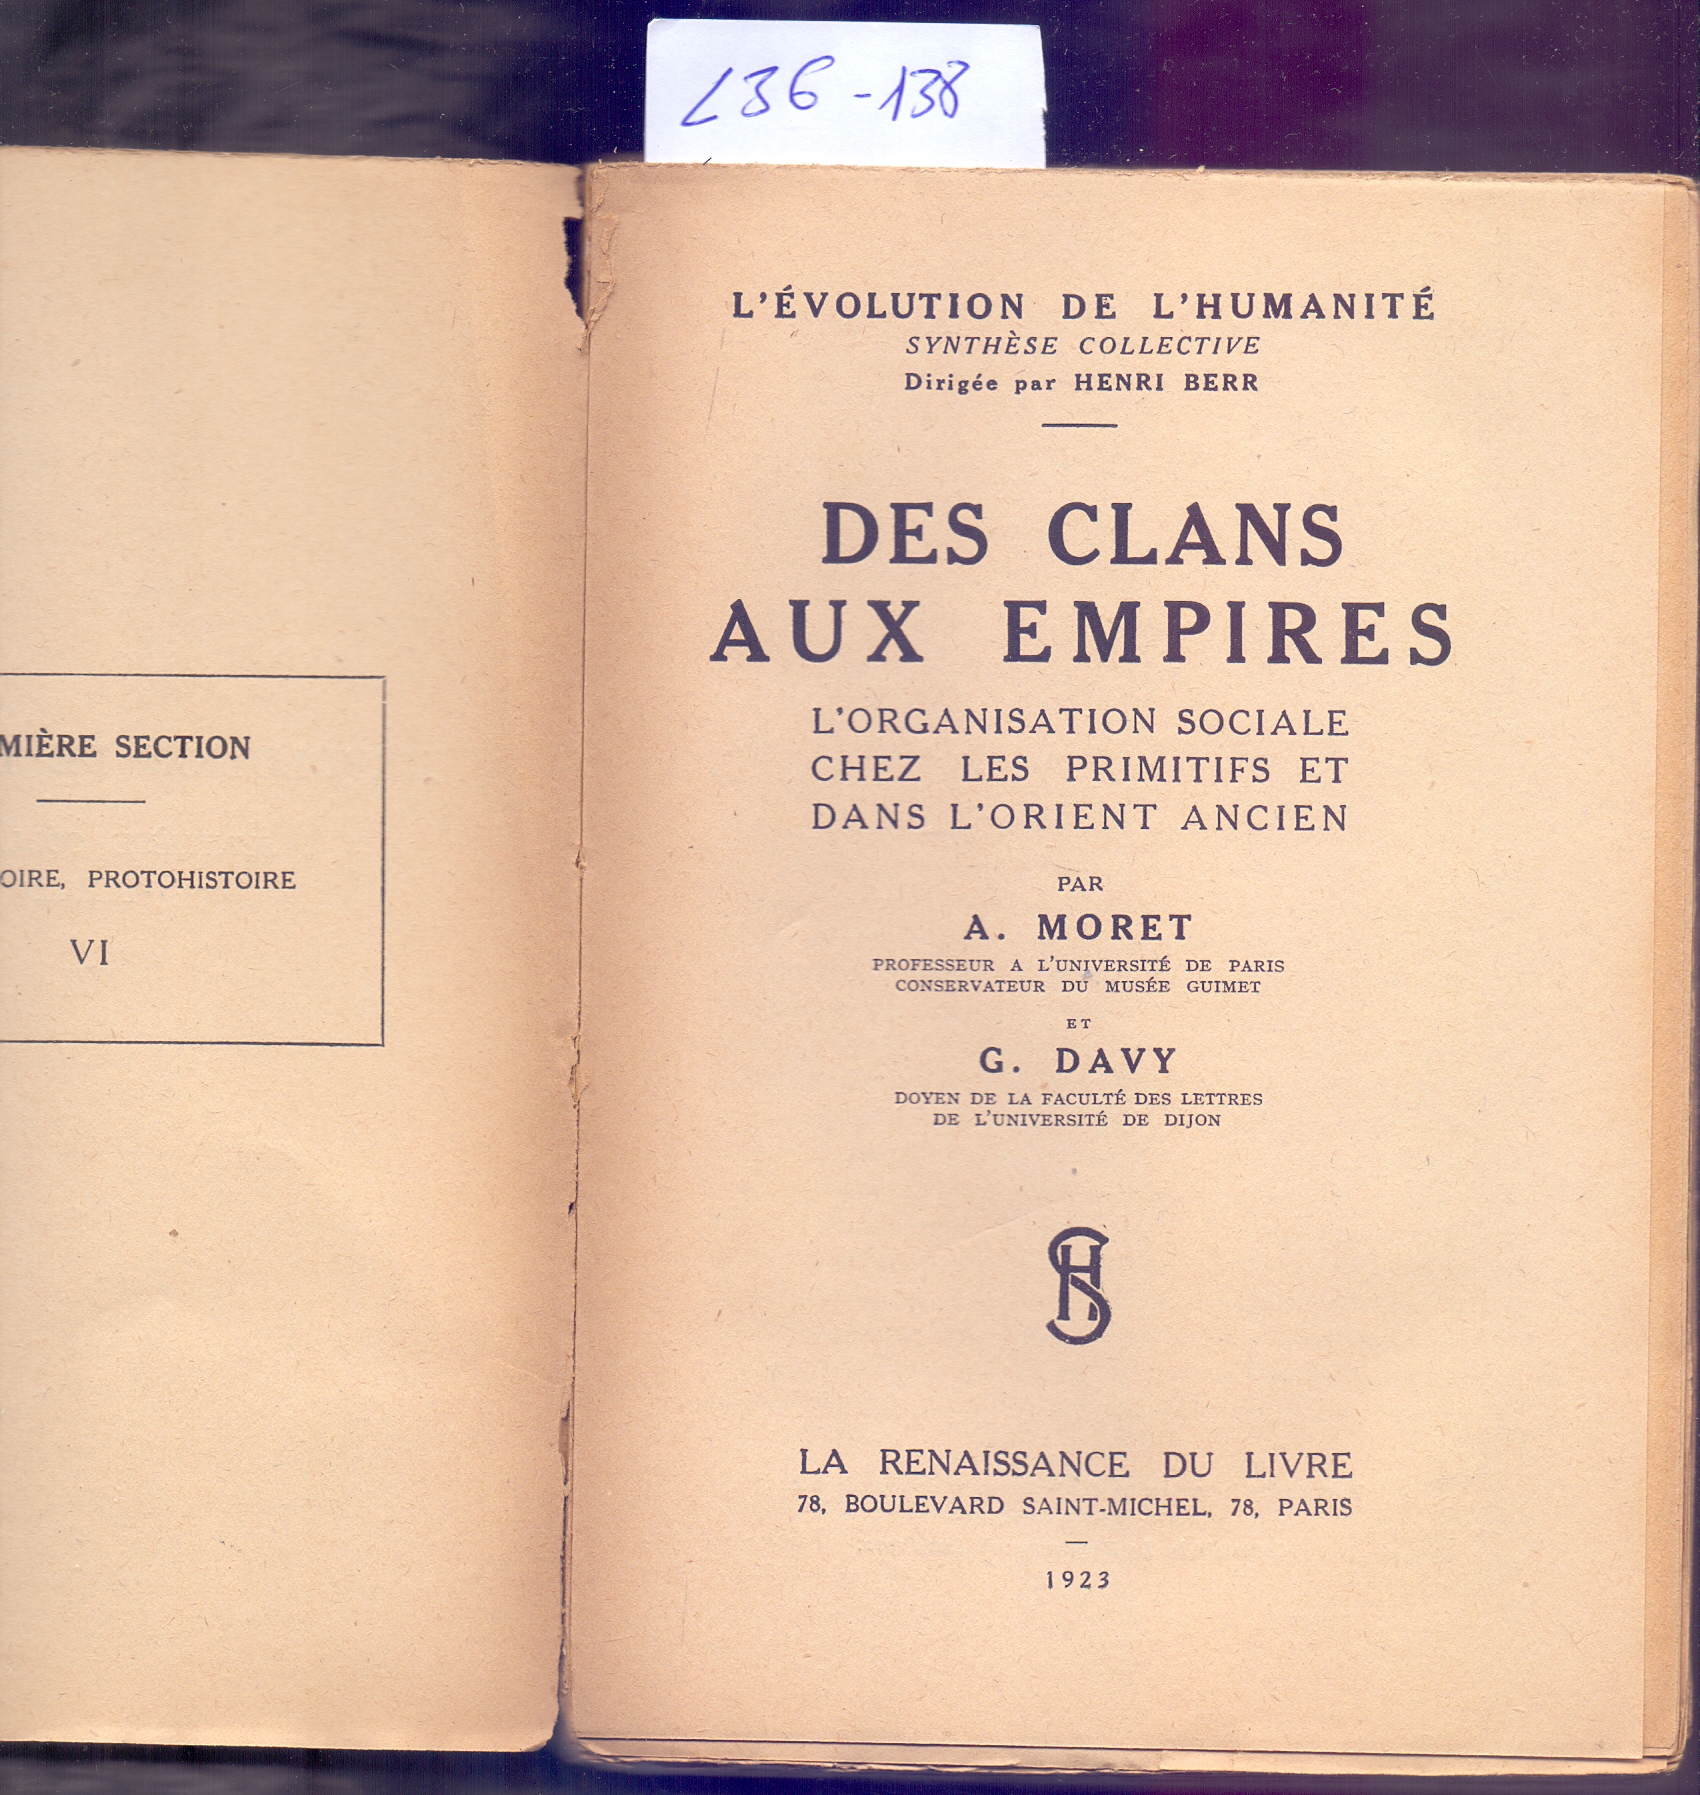 L36-138
MIÈRE SECTION
OIRE, PROTOHISTOIRE
VI
L'ÉVOLUTION DE L'HUMANITÉ
SYNTHÈSE COLLECTIVE
Dirigée par HENRI BERR
DES CLANS
AUX EMPIRES
L'ORGANISATION SOCIALE
CHEZ LES PRIMITIFS ET
DANS L'ORIENT ANCIEN
PAR
A. MORET
PROFESSEUR A L'UNIVERSITÉ DE PARIS
CONSERVATEUR DU MUSÉE GUIMET
ET
G. DAVY
DOYEN DE LA FACULTÉ DES LETTRES
DE L'UNIVERSITÉ DE DIJON
SH
LA RENAISSANCE DU LIVRE
78, BOULEVARD SAINT-MICHEL, 78, PARIS
1923